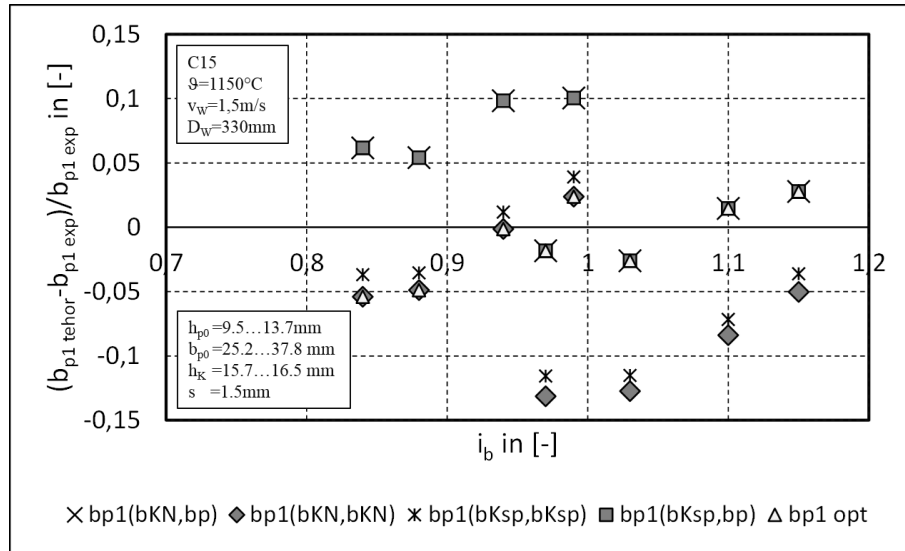 0,15
0,1
0,05
0
-0,05
-0,1
-0,15
(b_p1 tehor-b_p1 exp)/b_p1 exp in [-]
C15
ϑ=1150°C
v_W=1,5m/s
D_W=330mm
0,7 0,8 0,9 1 1,1 1,2
h_p0=9.5…13.7mm
b_p0=25.2…37.8 mm
h_K=15.7…16.5 mm
s =1.5mm
i_b in [-]
bp1(bKN,bp) bp1(bKN,bKN) bp1(bKsp,bKsp) bp1(bKsp,bp) bp1 opt